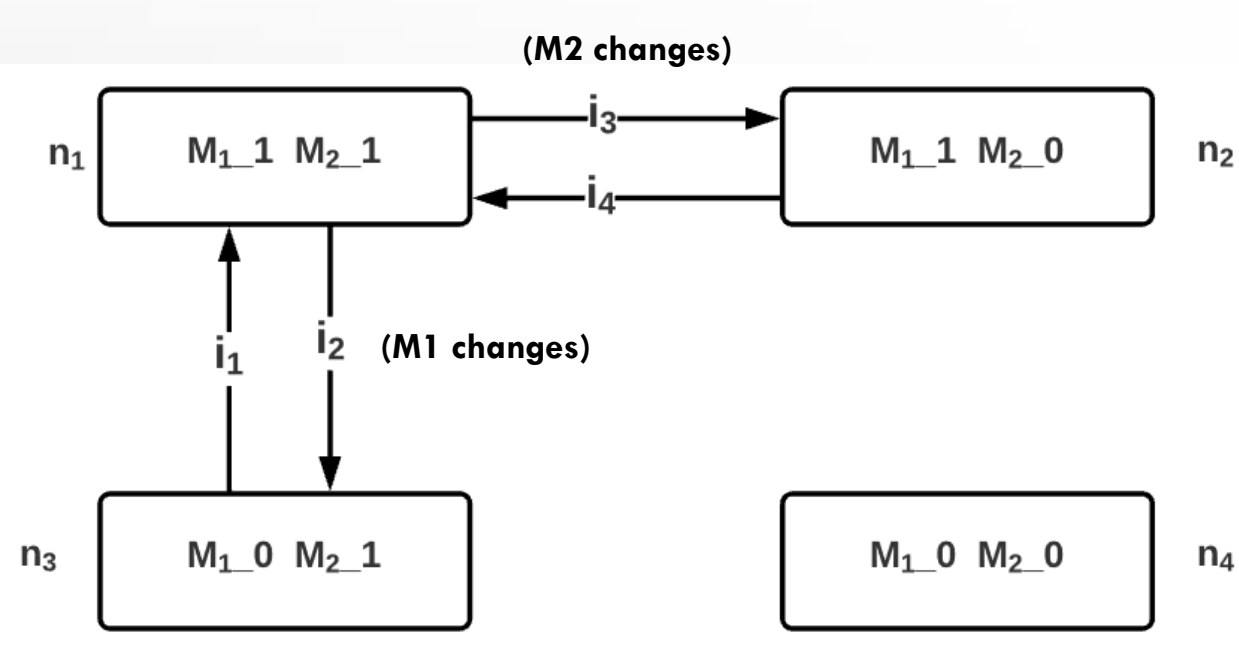 (M2 changes)
i₃
n₁ M₁_1 M₂_1
M₁_1 M₂_0 n₂
i₄
i₁
i₂ (M1 changes)
n₃ M₁_0 M₂_1
M₁_0 M₂_0 n₄